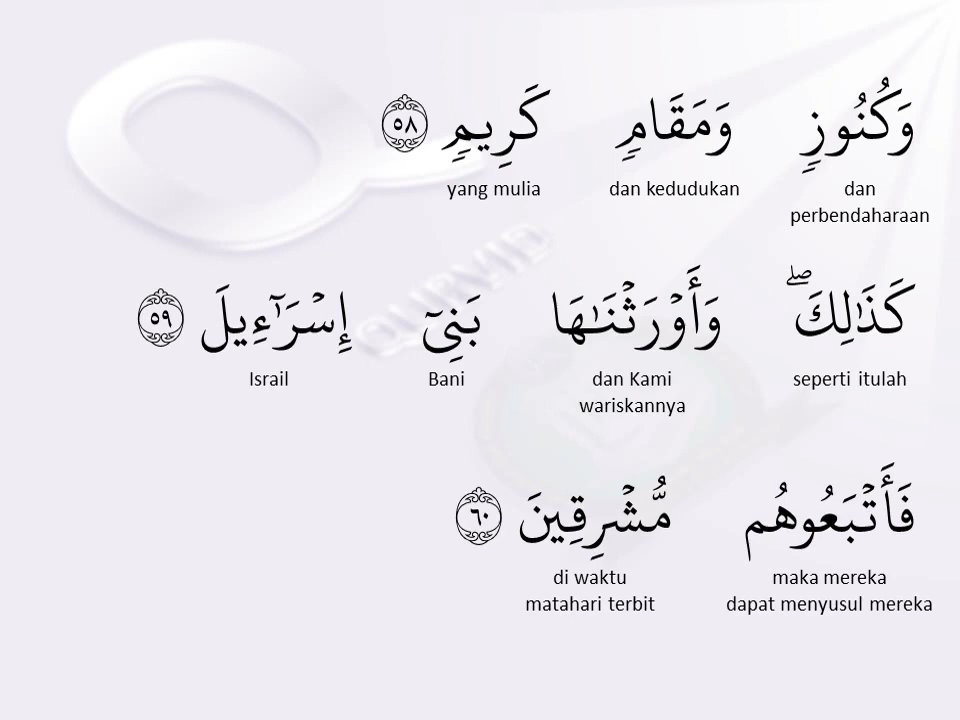 وَكُنُوزٍۢ وَمَقَامٍۢ كَرِيمٍۢ ٥٨
dan yang mulia dan kedudukan
perbendaharaan
كَذَٰلِكَۖ وَأَوْرَثْنَـٰهَا بَنِىٓ إِسْرَٰٓءِيلَ ٥٩
seperti itulah dan Kami Bani Israil
wariskannya
فَأَتْبَعُوهُم مُّشْرِقِينَ ٦٠
maka mereka di waktu
dapat menyusul mereka matahari terbit
QURVID